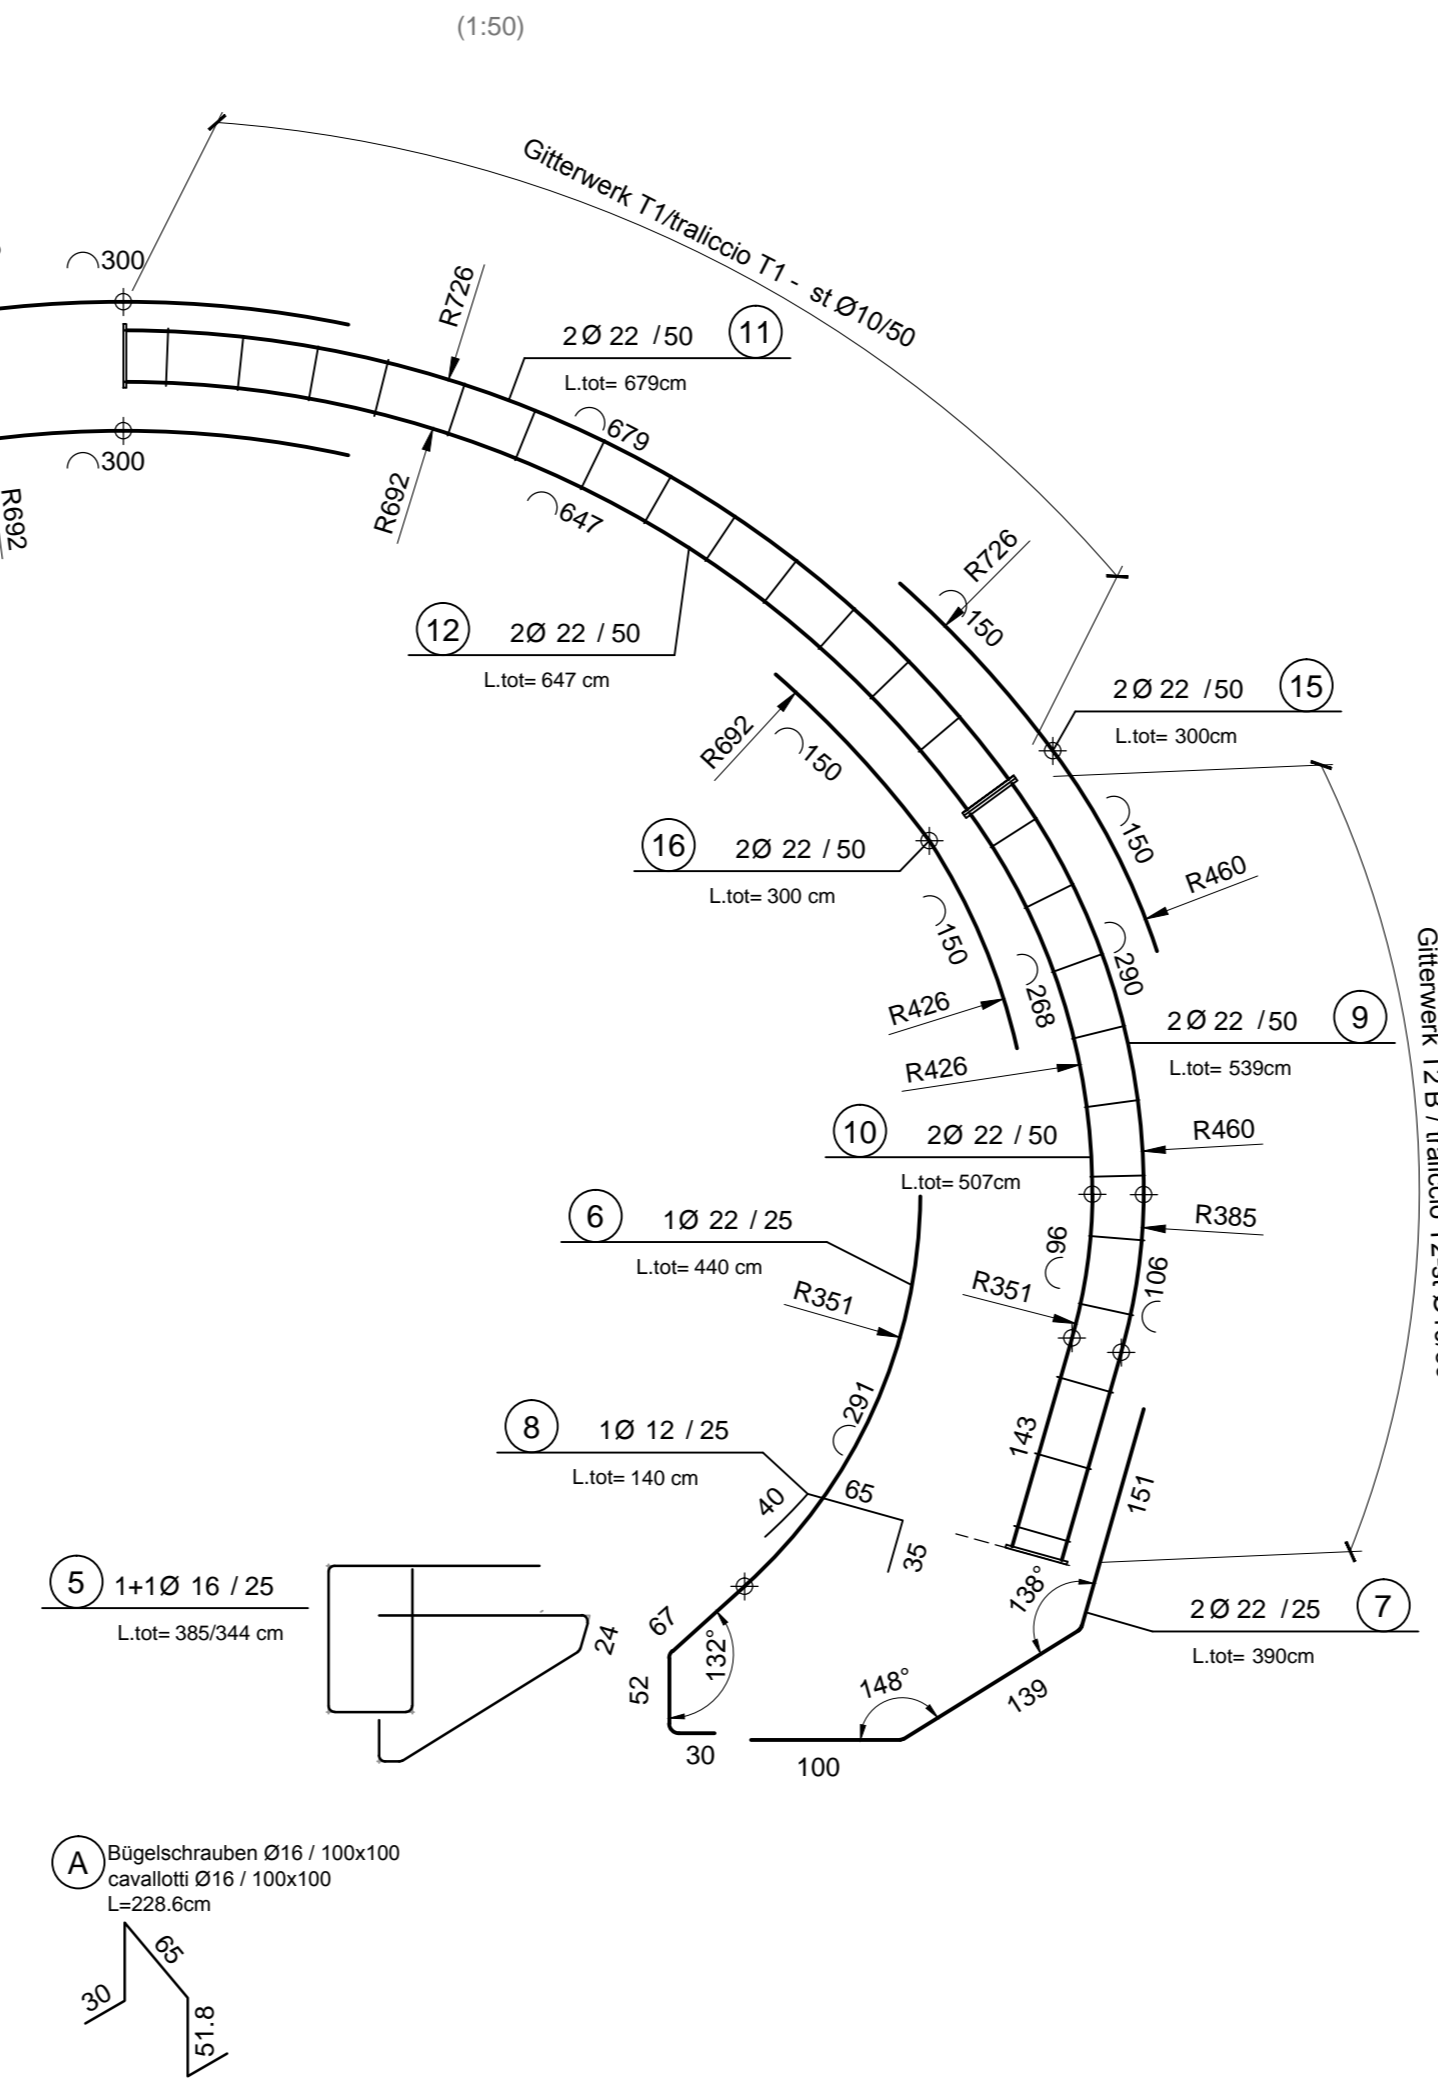 (1:50)
Gitterwerk T1/traliccio T1 - st Ø10/50
300
R726
2Ø 22 /50
11
L.tot= 679cm
679
300
R692
R692
647
12
2Ø 22 / 50
L.tot= 647 cm
R726
150
2Ø 22 /50
15
L.tot= 300cm
R692
150
16
2Ø 22 / 50
L.tot= 300 cm
150
R460
150
290
268
R426
2Ø 22 /50
9
L.tot= 539cm
R426
10
2Ø 22 / 50
L.tot= 507cm
R460
6
1Ø 22 / 25
L.tot= 440 cm
R385
96
R351
R351
106
291
8
1Ø 12 / 25
L.tot= 140 cm
40
65
35
143
151
5
1+1Ø 16 / 25
L.tot= 385/344 cm
24
67
132°
52
30
138°
2Ø 22 /25
7
L.tot= 390cm
148°
139
100
A
Bügelschrauben Ø16 / 100x100
cavallotti Ø16 / 100x100
L=228.6cm
65
30
51.8
Gitterwerk